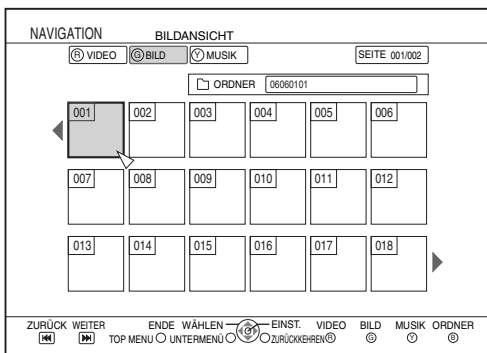 NAVIGATION BILDANSICHT
R VIDEO G BILD Y MUSIK SEITE 001/002
ORDNER 06060101
001 002 003 004 005 006
007 008 009 010 011 012
013 014 015 016 017 018
ZURÜCK WEITER ENDE WÄHLEN EINST. VIDEO BILD MUSIK ORDNER
TOP MENU UNTERMENÜ ZURÜCKKEHREN R G Y B